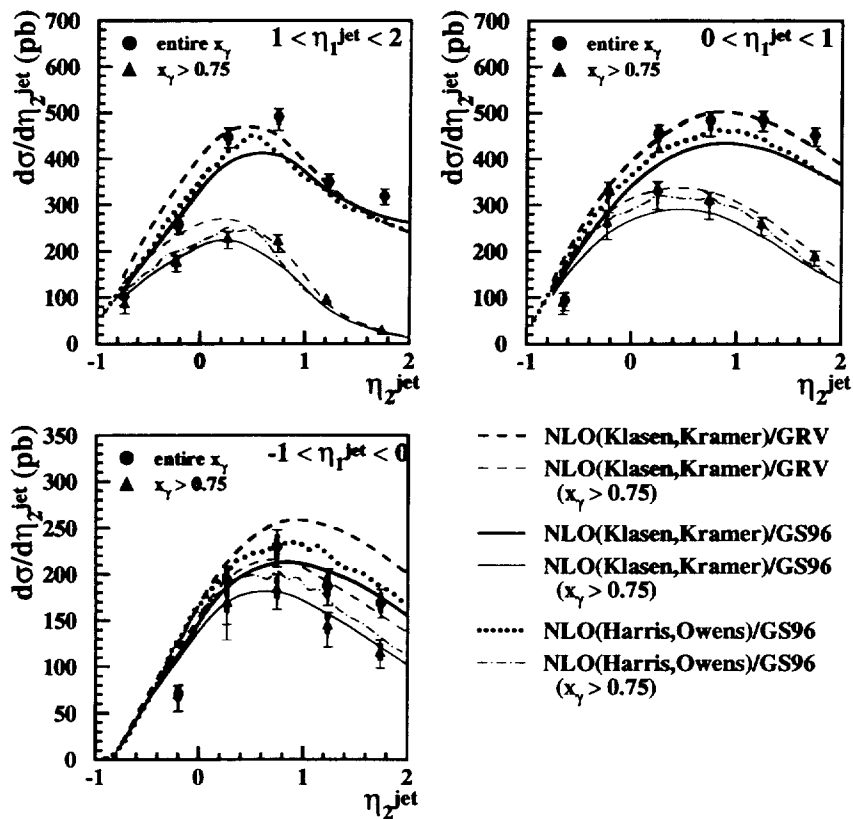 dσ/dη₂ʲᵉᵗ (pb)
700
600
500
400
300
200
100
0
1 < η₁ʲᵉᵗ < 2
entire xᵧ
xᵧ > 0.75
-1
0
1
2
η₂ʲᵉᵗ
dσ/dη₂ʲᵉᵗ (pb)
700
600
500
400
300
200
100
0
0 < η₁ʲᵉᵗ < 1
entire xᵧ
xᵧ > 0.75
-1
0
1
2
η₂ʲᵉᵗ
dσ/dη₂ʲᵉᵗ (pb)
350
300
250
200
150
100
50
0
-1 < η₁ʲᵉᵗ < 0
entire xᵧ
xᵧ > 0.75
-1
0
1
2
η₂ʲᵉᵗ
NLO(Klasen,Kramer)/GRV
NLO(Klasen,Kramer)/GRV
(xᵧ > 0.75)
NLO(Klasen,Kramer)/GS96
NLO(Klasen,Kramer)/GS96
(xᵧ > 0.75)
NLO(Harris,Owens)/GS96
NLO(Harris,Owens)/GS96
(xᵧ > 0.75)